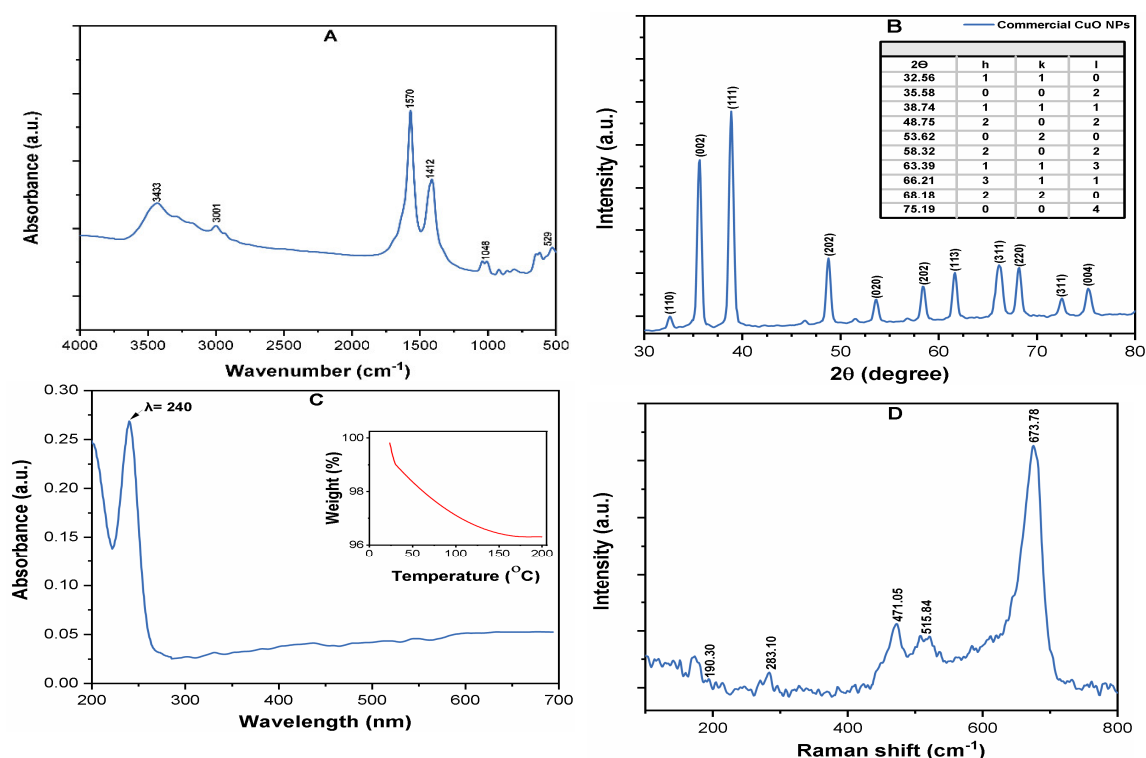 A
Absorbance (a.u.)
3433
3001
1570
1412
1048
529
4000 3000 2000 1000 500
Wavenumber (cm-1)
B
Commercial CuO NPs
2Θ h k l
32.56 1 1 0
35.58 0 0 2
38.74 1 1 1
48.75 2 0 2
53.62 0 2 0
58.32 2 0 2
63.39 1 1 3
66.21 3 1 1
68.18 2 2 0
75.19 0 0 4
Intensity (a.u.)
(110)
(002)
(111)
(202)
(020)
(202)
(113)
(311)
(220)
(311)
(004)
30 40 50 60 70 80
2θ (degree)
C
λ= 240
Absorbance (a.u.)
0.30
0.25
0.20
0.15
0.10
0.05
0.00
200 300 400 500 600 700
Wavelength (nm)
Weight (%)
100
98
96
0 50 100 150 200
Temperature (OC)
D
Intensity (a.u.)
190.30
283.10
471.05
515.84
673.78
200 400 600 800
Raman shift (cm-1)